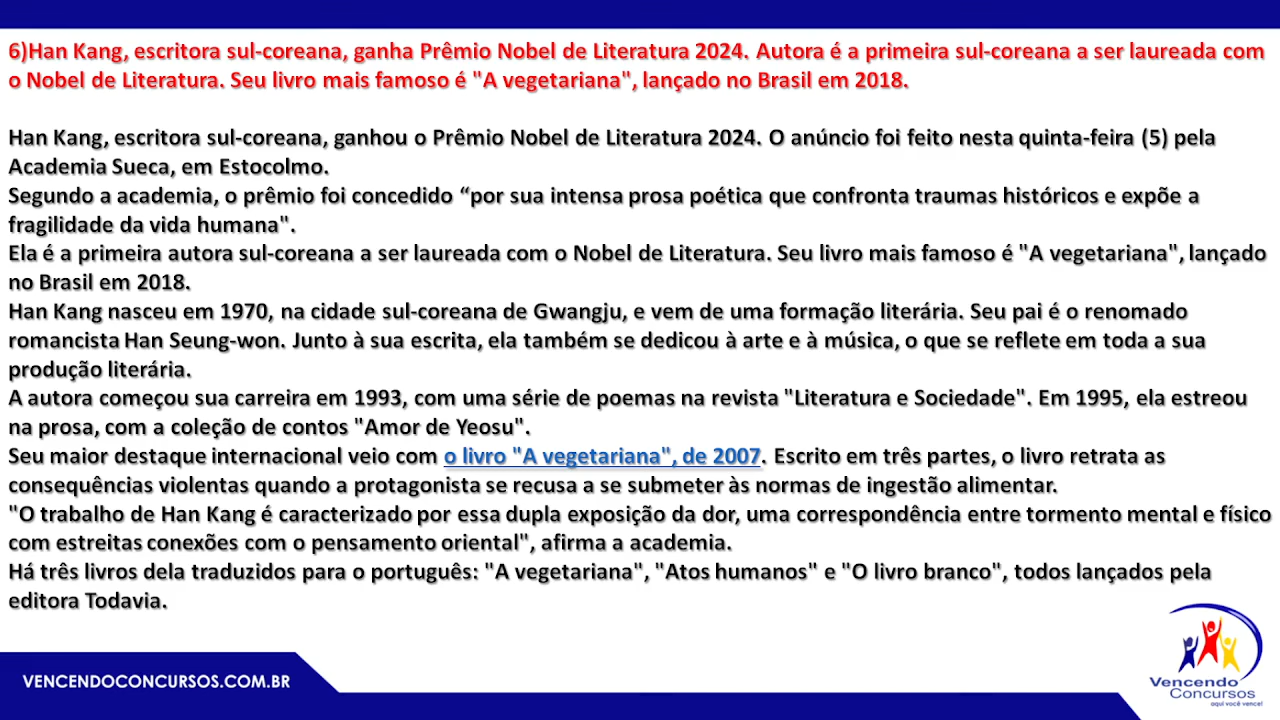 6)Han Kang, escritora sul-coreana, ganha Prêmio Nobel de Literatura 2024. Autora é a primeira sul-coreana a ser laureada com
o Nobel de Literatura. Seu livro mais famoso é "A vegetariana", lançado no Brasil em 2018.
Han Kang, escritora sul-coreana, ganhou o Prêmio Nobel de Literatura 2024. O anúncio foi feito nesta quinta-feira (5) pela
Academia Sueca, em Estocolmo.
Segundo a academia, o prêmio foi concedido “por sua intensa prosa poética que confronta traumas históricos e expõe a
fragilidade da vida humana".
Ela é a primeira autora sul-coreana a ser laureada com o Nobel de Literatura. Seu livro mais famoso é "A vegetariana", lançado
no Brasil em 2018.
Han Kang nasceu em 1970, na cidade sul-coreana de Gwangju, e vem de uma formação literária. Seu pai é o renomado
romancista Han Seung-won. Junto à sua escrita, ela também se dedicou à arte e à música, o que se reflete em toda a sua
produção literária.
A autora começou sua carreira em 1993, com uma série de poemas na revista "Literatura e Sociedade". Em 1995, ela estreou
na prosa, com a coleção de contos "Amor de Yeosu".
Seu maior destaque internacional veio com o livro "A vegetariana", de 2007. Escrito em três partes, o livro retrata as
consequências violentas quando a protagonista se recusa a se submeter às normas de ingestão alimentar.
"O trabalho de Han Kang é caracterizado por essa dupla exposição da dor, uma correspondência entre tormento mental e físico
com estreitas conexões com o pensamento oriental", afirma a academia.
Há três livros dela traduzidos para o português: "A vegetariana", "Atos humanos" e "O livro branco", todos lançados pela
editora Todavia.
VENCENDOCONCURSOS.COM.BR
Vencendo
Concursos
aqui você vence!